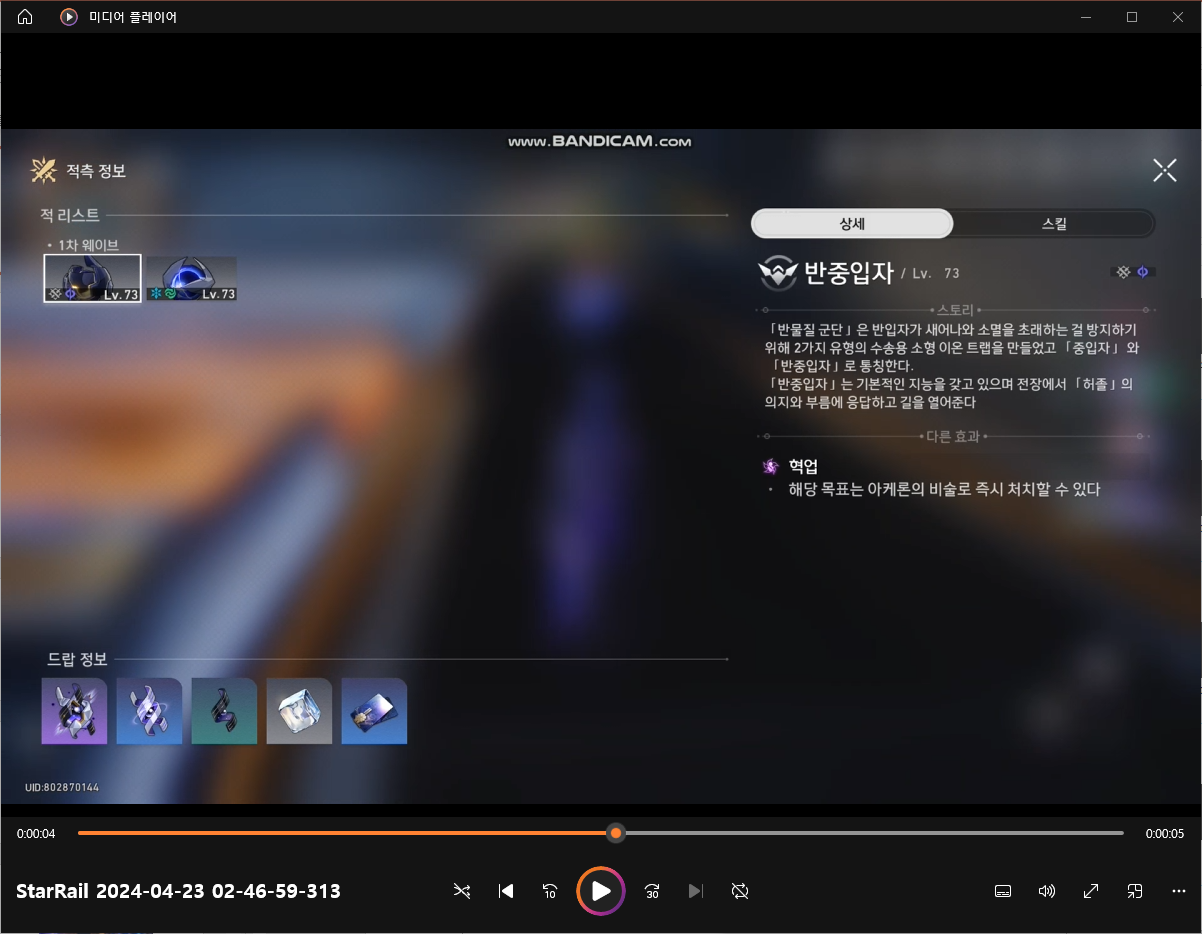 미디어 플레이어
www.BANDICAM.com
적측 정보
적 리스트
• 1차 웨이브
Lv.73
Lv.73
상세
스킬
반중입자 / Lv. 73
• 스토리 •
「반물질 군단」은 반입자가 새어나와 소멸을 초래하는 걸 방지하기
위해 2가지 유형의 수송용 소형 이온 트랩을 만들었고 「중입자」와
「반중입자」로 통칭한다.
「반중입자」는 기본적인 지능을 갖고 있으며 전장에서 「허졸」의
의지와 부름에 응답하고 길을 열어준다
• 다른 효과 •
혁업
• 해당 목표는 아케론의 비술로 즉시 처치할 수 있다
드랍 정보
UID:802870144
0:00:04
0:00:05
StarRail 2024-04-23 02-46-59-313
10
30